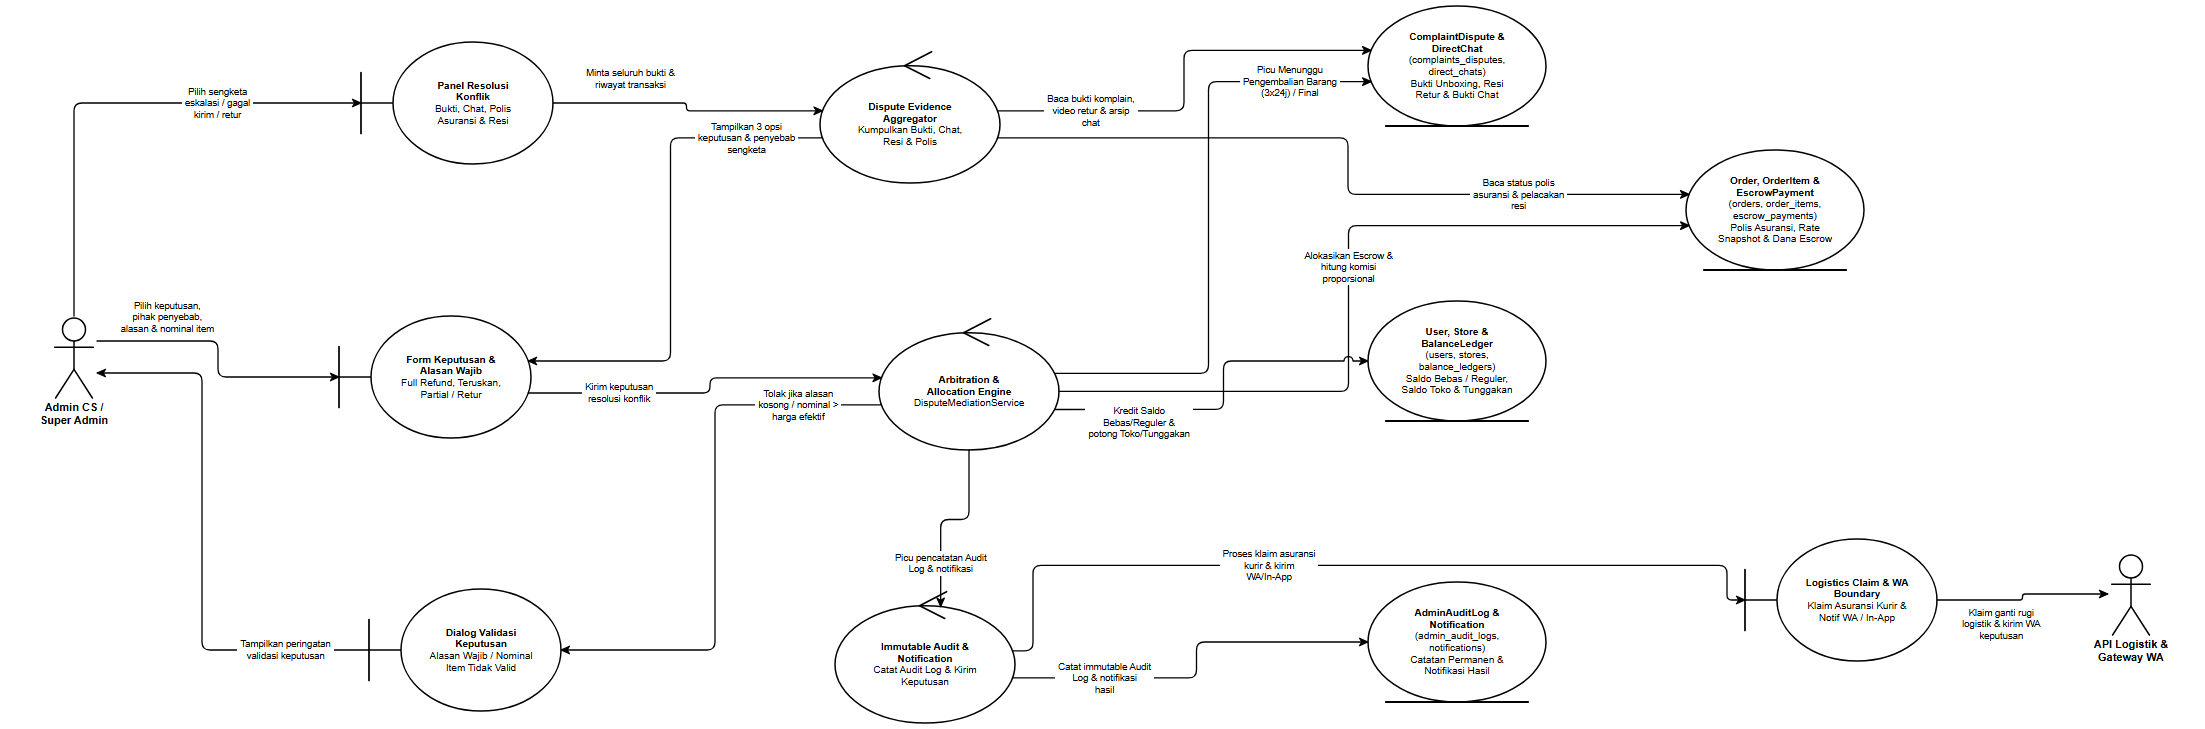 ComplaintDispute &
DirectChat
(complaints_disputes,
direct_chats)
Bukti Unboxing, Resi
Retur & Bukti Chat
Panel Resolusi
Konflik
Bukti, Chat, Polis
Asuransi & Resi
Minta seluruh bukti &
riwayat transaksi
Picu Menunggu
Pengembalian Barang
(3x24j) / Final
Pilih sengketa
eskalasi / gagal
kirim / retur
Dispute Evidence
Aggregator
Kumpulkan Bukti, Chat,
Resi & Polis
Baca bukti komplain,
video retur & arsip
chat
Tampilkan 3 opsi
keputusan & penyebab
sengketa
Baca status polis
asuransi & pelacakan
resi
Order, OrderItem &
EscrowPayment
(orders, order_items,
escrow_payments)
Polis Asuransi, Rate
Snapshot & Dana Escrow
Alokasikan Escrow &
hitung komisi
proporsional
Pilih keputusan,
pihak penyebab,
alasan & nominal item
Admin CS /
Super Admin
Form Keputusan &
Alasan Wajib
Full Refund, Teruskan,
Partial / Retur
Kirim keputusan
resolusi konflik
Tolak jika alasan
kosong / nominal >
harga efektif
Arbitration &
Allocation Engine
DisputeMediationService
User, Store &
BalanceLedger
(users, stores,
balance_ledgers)
Saldo Bebas / Reguler,
Saldo Toko & Tunggakan
Kredit Saldo
Bebas/Reguler &
potong Toko/Tunggakan
Picu pencatatan Audit
Log & notifikasi
Proses klaim asuransi
kurir & kirim
WA/In-App
Logistics Claim & WA
Boundary
Klaim Asuransi Kurir &
Notif WA / In-App
Klaim ganti rugi
logistik & kirim WA
keputusan
API Logistik &
Gateway WA
Tampilkan peringatan
validasi keputusan
Dialog Validasi
Keputusan
Alasan Wajib / Nominal
Item Tidak Valid
Immutable Audit &
Notification
Catat Audit Log & Kirim
Keputusan
Catat immutable Audit
Log & notifikasi
hasil
AdminAuditLog &
Notification
(admin_audit_logs,
notifications)
Catatan Permanen &
Notifikasi Hasil